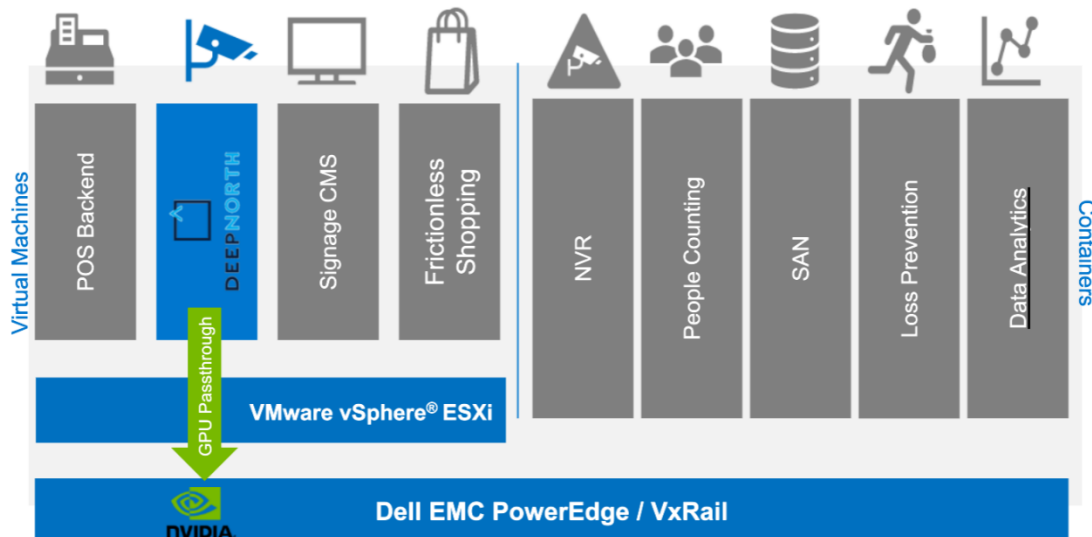 Virtual Machines
POS Backend
DEEPNORTH
Signage CMS
Frictionless
Shopping
NVR
People Counting
SAN
Loss Prevention
Data Analytics
Containers
GPU Passthrough
VMware vSphere® ESXi
NVIDIA.
Dell EMC PowerEdge / VxRail